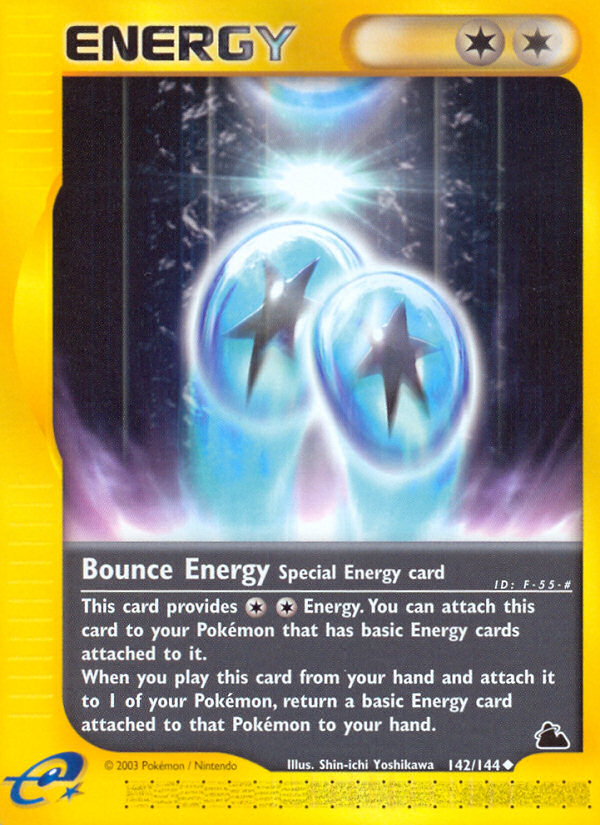 ENERGY
Bounce Energy Special Energy card
ID: F-55-#
This card provides Energy. You can attach this
card to your Pokémon that has basic Energy cards
attached to it.
When you play this card from your hand and attach it
to 1 of your Pokémon, return a basic Energy card
attached to that Pokémon to your hand.
© 2003 Pokémon / Nintendo Illus. Shin-ichi Yoshikawa 142/144
e